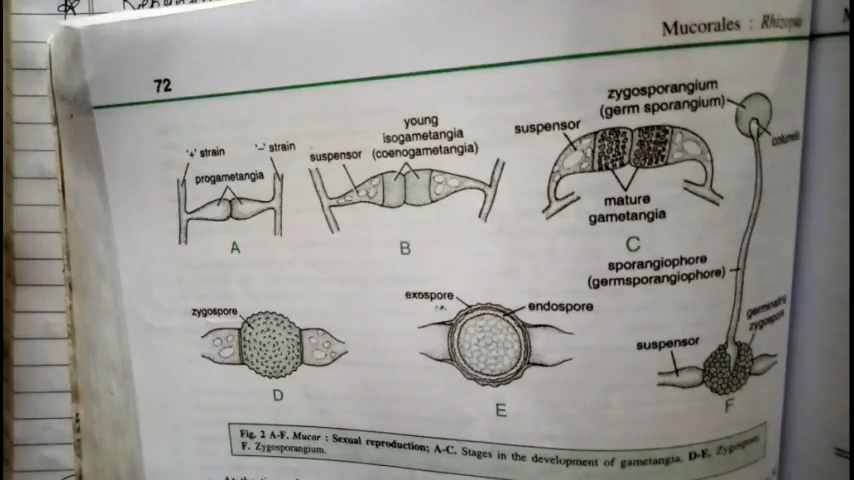 Mucorales : Rhizopus
72
'+' strain
'–' strain
progametangia
A
young
isogametangia
(coenogametangia)
suspensor
B
suspensor
mature
gametangia
C
zygosporangium
(germ sporangium)
sporangiophore
(germsporangiophore)
germinating
suspensor
F
zygospore
D
exospore
endospore
E
Fig. 2 A-F. Mucor : Sexual reproduction; A-C. Stages in the development of gametangia. D-E. Zygospore.
F. Zygosporangium.